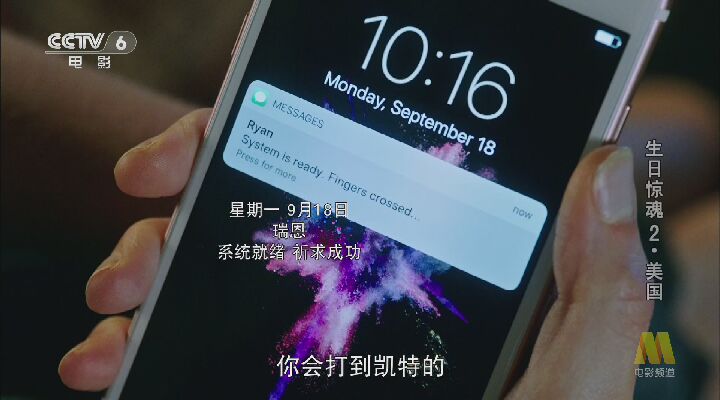 CCTV 6
电影
10:16
Monday, September 18
MESSAGES
now
Ryan
System is ready. Fingers crossed...
Press for more
星期一 9月18日
瑞恩
系统就绪 祈求成功
生日惊魂2·美国
你会打到凯特的
电影频道